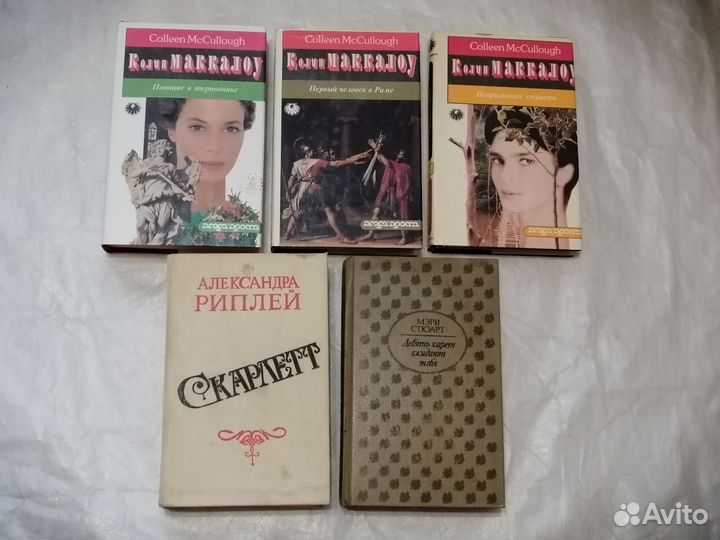 Colleen McCullough
Колин МАККАЛОУ
Поющие в терновнике
Colleen McCullough
Колин МАККАЛОУ
Первый человек в Риме
Colleen McCullough
Колин МАККАЛОУ
Неприличная страсть
АЛЕКСАНДРА
РИПЛЕЙ
СКАРЛЕТТ
МЭРИ
СТЮАРТ
Девять карет
ожидают
тебя
Avito